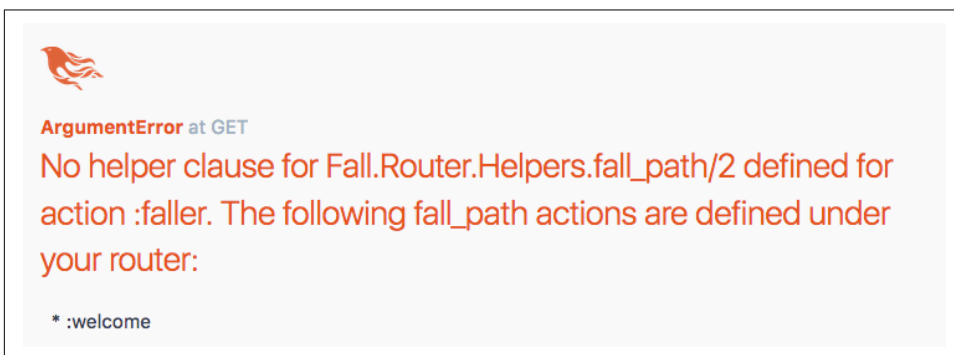 ArgumentError at GET
No helper clause for Fall.Router.Helpers.fall_path/2 defined for
action :faller. The following fall_path actions are defined under
your router:
* :welcome